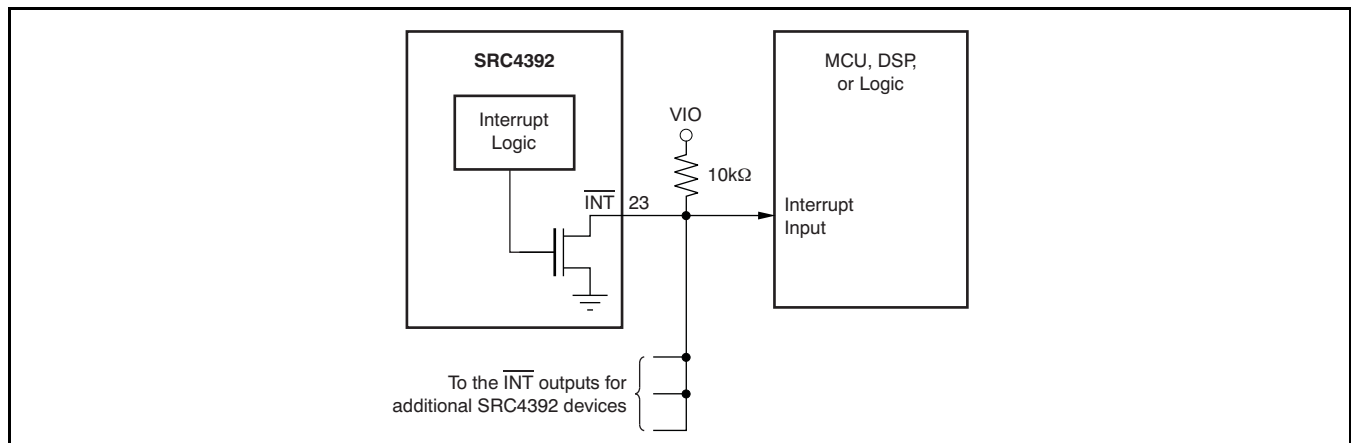 SRC4392
Interrupt
Logic
INT
23
VIO
10kΩ
MCU, DSP,
or Logic
Interrupt
Input
To the INT outputs for
additional SRC4392 devices